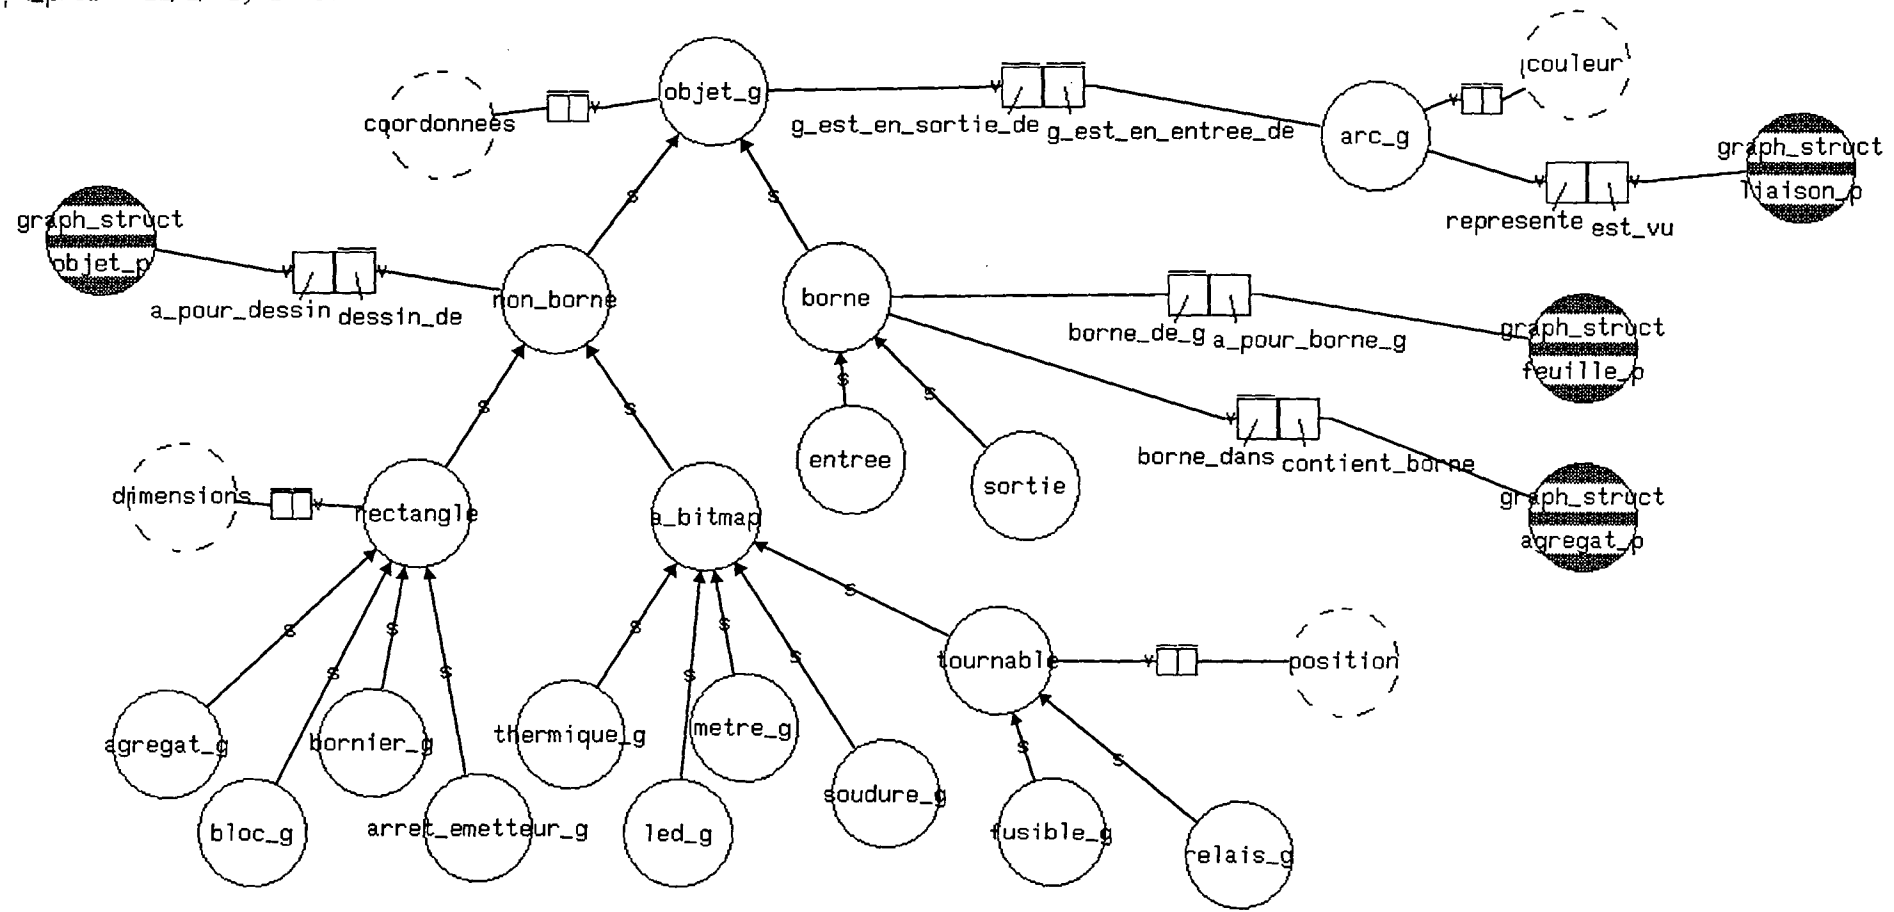 couleur
objet_g
coordonnees
g_est_en_sortie_de g_est_en_entree_de
arc_g
graph_struct
liaison_p
represente est_vu
graph_struct
objet_p
s
s
a_pour_dessin dessin_de
non_borne
borne
borne_de_g a_pour_borne_g
graph_struct
feuille_p
s
s
s
s
entree
sortie
borne_dans contient_borne
graph_struct
agregat_p
dimensions
rectangle
a_bitmap
s
s
s
s
s
s
s
s
s
tournable
position
agregat_g
bornier_g
thermique_g
metre_g
s
s
soudure_g
bloc_g
arret_emetteur_g
led_g
fusible_g
relais_g